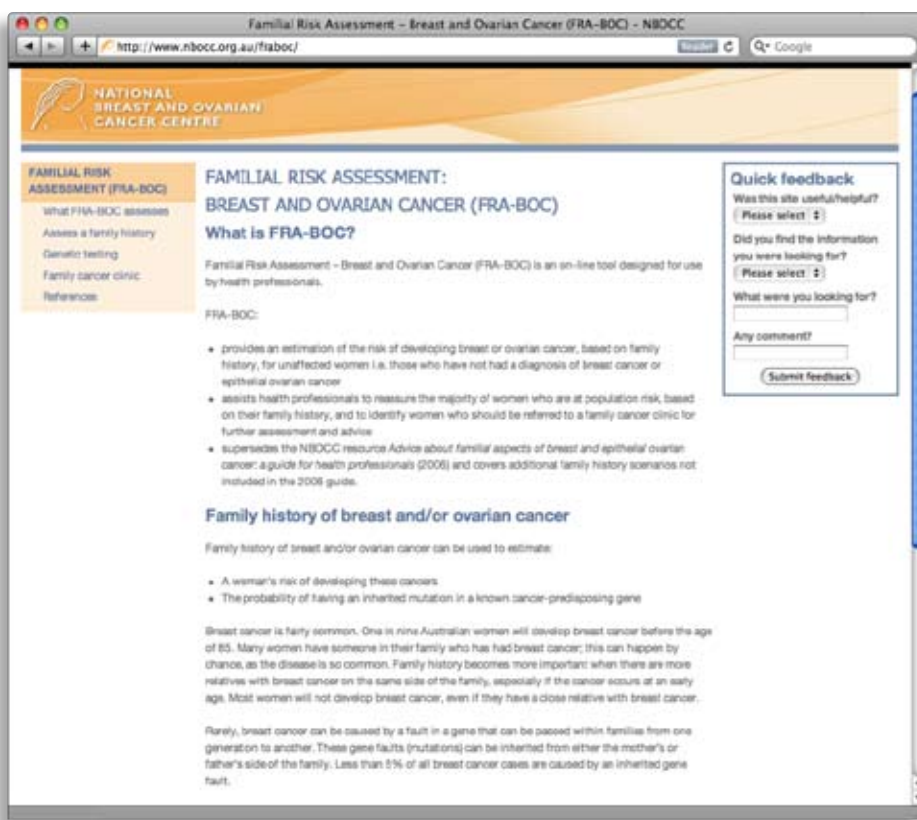 Familial Risk Assessment – Breast and Ovarian Cancer (FRA-BOC) – NBOCC
http://www.nbocc.org.au/fraboc/
Reader
Google
NATIONAL
BREAST AND OVARIAN
CANCER CENTRE
FAMILIAL RISK
ASSESSMENT (FRA-BOC)
What FRA-BOC assesses
Assess a family history
Genetic testing
Family cancer clinic
References
FAMILIAL RISK ASSESSMENT:
BREAST AND OVARIAN CANCER (FRA-BOC)
What is FRA-BOC?
Familial Risk Assessment – Breast and Ovarian Cancer (FRA-BOC) is an on-line tool designed for use
by health professionals.
FRA-BOC:
• provides an estimation of the risk of developing breast or ovarian cancer, based on family
history, for unaffected women i.e. those who have not had a diagnosis of breast cancer or
epithelial ovarian cancer
• assists health professionals to reassure the majority of women who are at population risk, based
on their family history, and to identify women who should be referred to a family cancer clinic for
further assessment and advice
• supersedes the NBOCC resource Advice about familial aspects of breast and epithelial ovarian
cancer: a guide for health professionals (2006) and covers additional family history scenarios not
included in the 2006 guide.
Family history of breast and/or ovarian cancer
Family history of breast and/or ovarian cancer can be used to estimate:
• A woman's risk of developing these cancers
• The probability of having an inherited mutation in a known cancer-predisposing gene
Breast cancer is fairly common. One in nine Australian women will develop breast cancer before the age
of 85. Many women have someone in their family who has had breast cancer; this can happen by
chance, as the disease is so common. Family history becomes more important when there are more
relatives with breast cancer on the same side of the family, especially if the cancer occurs at an early
age. Most women will not develop breast cancer, even if they have a close relative with breast cancer.
Rarely, breast cancer can be caused by a fault in a gene that can be passed within families from one
generation to another. These gene faults (mutations) can be inherited from either the mother's or
father's side of the family. Less than 5% of all breast cancer cases are caused by an inherited gene
fault.
Quick feedback
Was this site useful/helpful?
Please select
Did you find the information
you were looking for?
Please select
What were you looking for?
Any comment?
Submit feedback